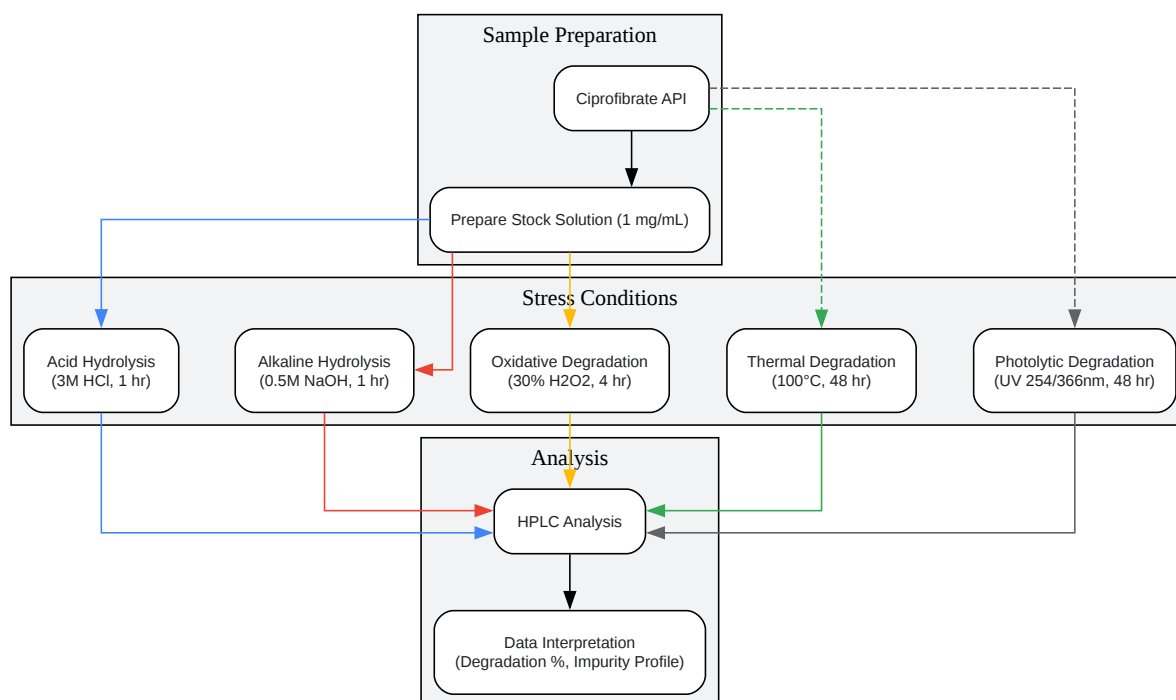 Sample Preparation
Ciprofibrate API
Prepare Stock Solution (1 mg/mL)
Stress Conditions
Acid Hydrolysis
(3M HCl, 1 hr)
Alkaline Hydrolysis
(0.5M NaOH, 1 hr)
Oxidative Degradation
(30% H2O2, 4 hr)
Thermal Degradation
(100°C, 48 hr)
Photolytic Degradation
(UV 254/366nm, 48 hr)
Analysis
HPLC Analysis
Data Interpretation
(Degradation %, Impurity Profile)